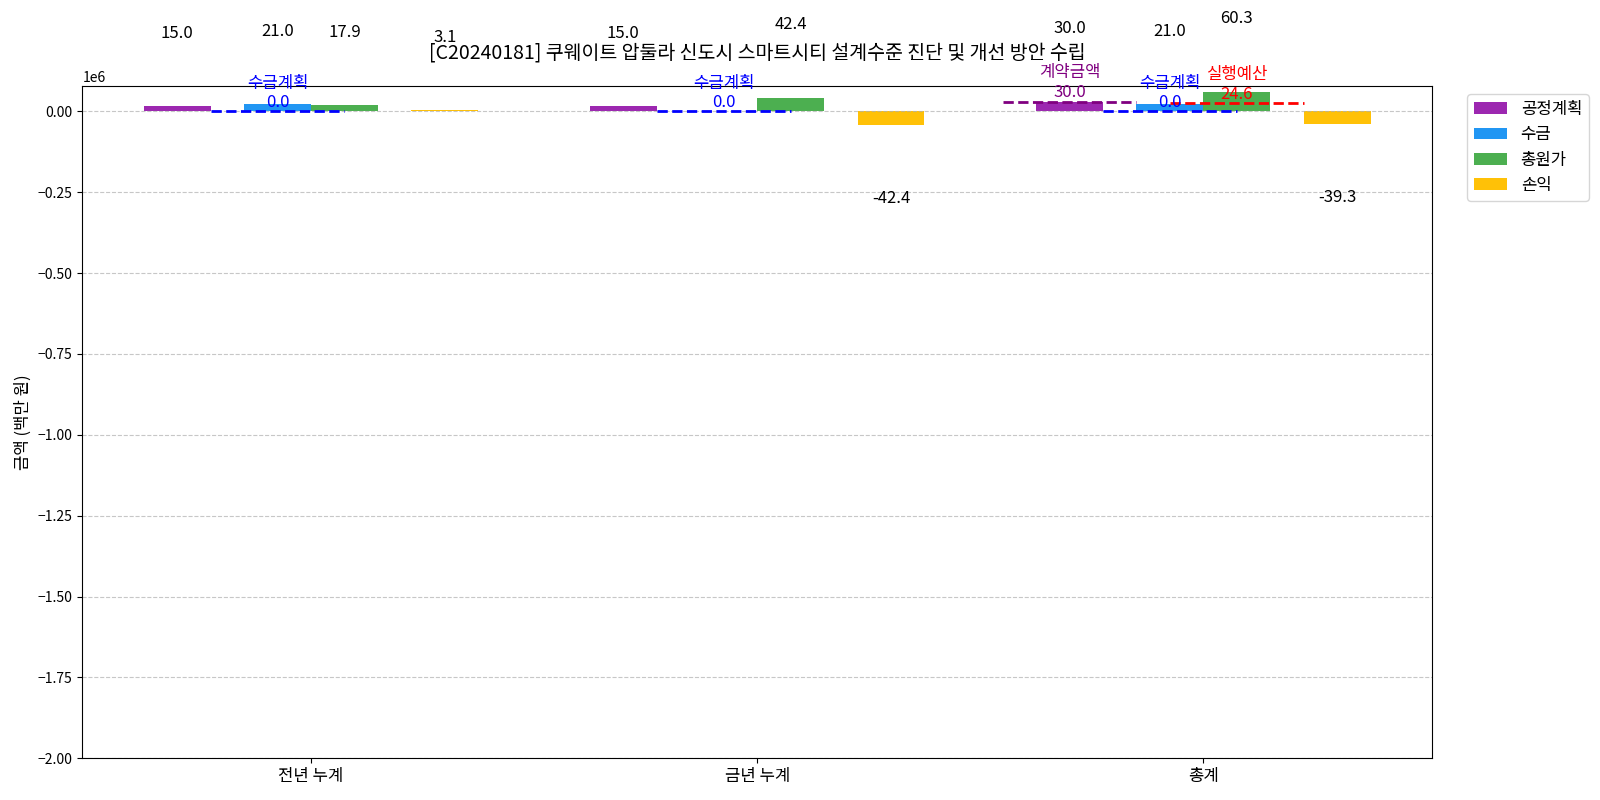 15.0
21.0
17.9
3.1
15.0
42.4
30.0
21.0
60.3
[C20240181] 쿠웨이트 압둘라 신도시 스마트시티 설계수준 진단 및 개선 방안 수립
1e6
수금계획
0.0
수금계획
0.0
계약금액
30.0
수금계획
0.0
실행예산
24.6
공정계획
수금
총원가
손익
-42.4
-39.3
0.00
−0.25
−0.50
−0.75
−1.00
−1.25
−1.50
−1.75
−2.00
금액 (백만 원)
전년 누계
금년 누계
총계